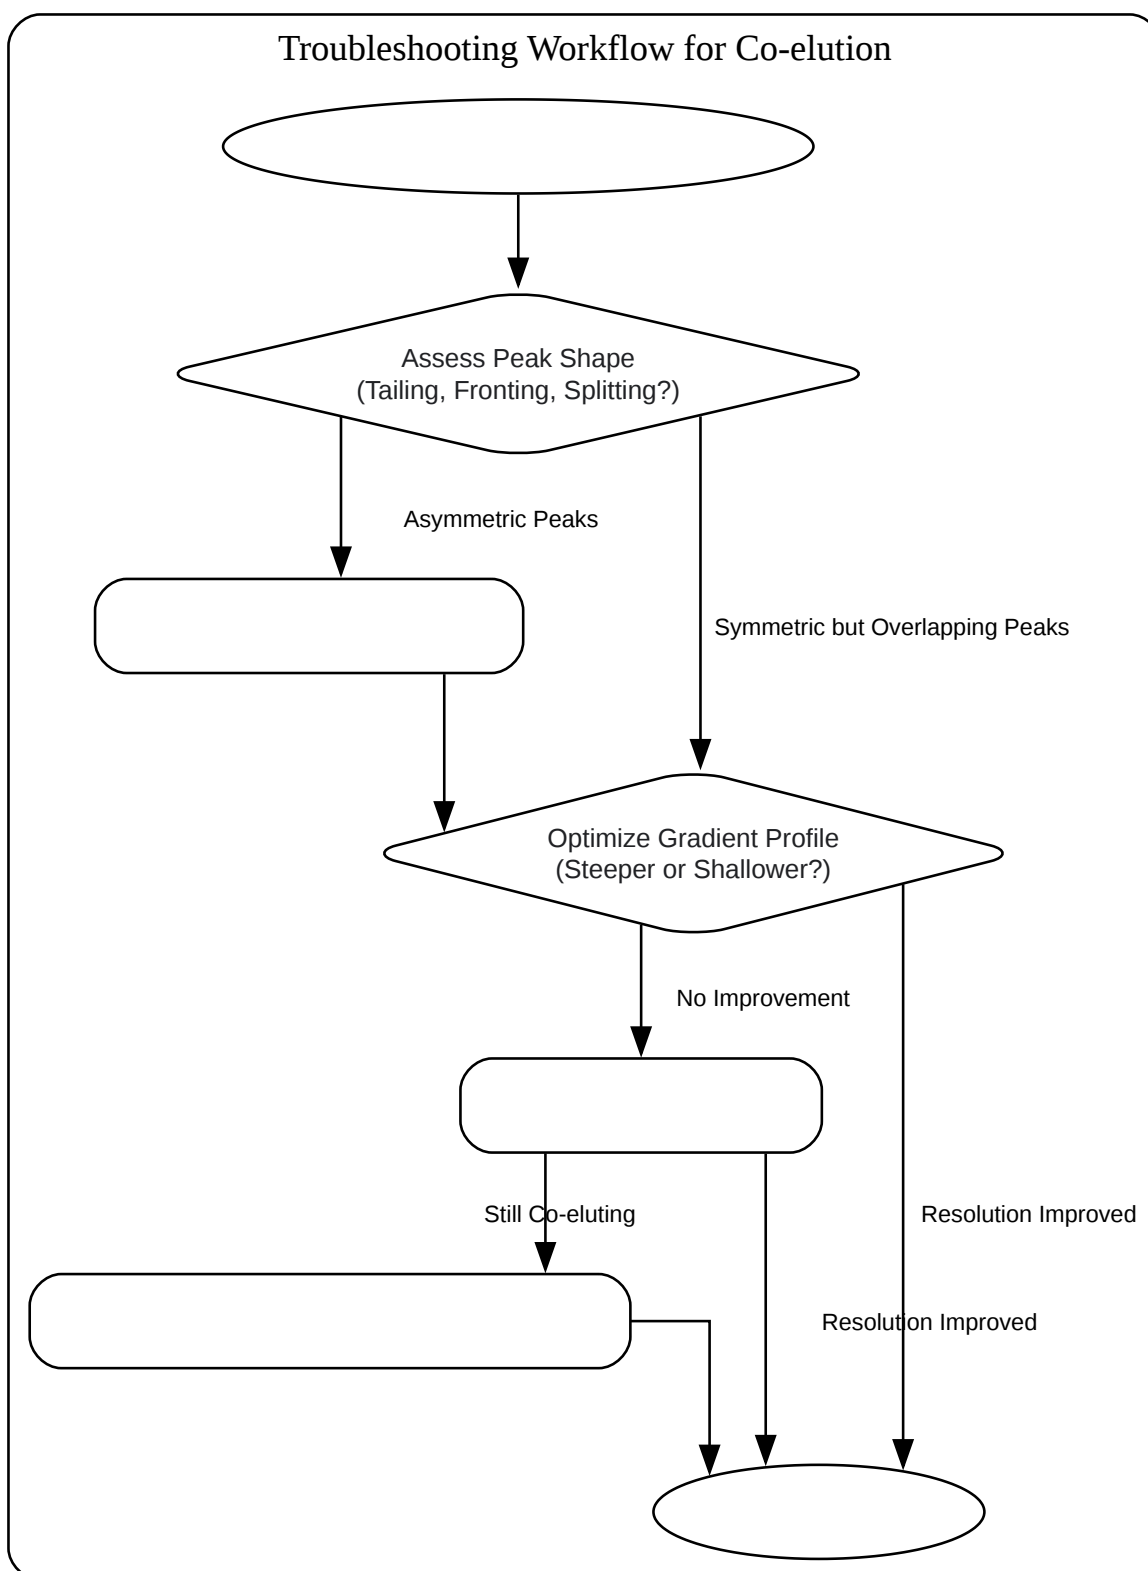 Troubleshooting Workflow for Co-elution
Assess Peak Shape
(Tailing, Fronting, Splitting?)
Asymmetric Peaks
Symmetric but Overlapping Peaks
Optimize Gradient Profile
(Steeper or Shallower?)
No Improvement
Still Co-eluting
Resolution Improved
Resolution Improved